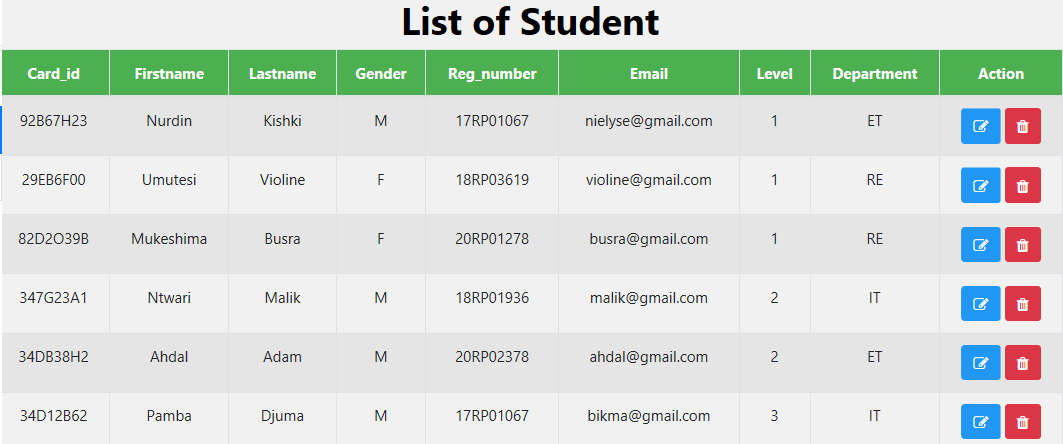 List of Student
Card_id Firstname Lastname Gender Reg_number Email Level Department Action
92B67H23 Nurdin Kishki M 17RP01067 nielyse@gmail.com 1 ET
29EB6F00 Umutesi Violine F 18RP03619 violine@gmail.com 1 RE
82D2O39B Mukeshima Busra F 20RP01278 busra@gmail.com 1 RE
347G23A1 Ntwari Malik M 18RP01936 malik@gmail.com 2 IT
34DB38H2 Ahdal Adam M 20RP02378 ahdal@gmail.com 2 ET
34D12B62 Pamba Djuma M 17RP01067 bikma@gmail.com 3 IT